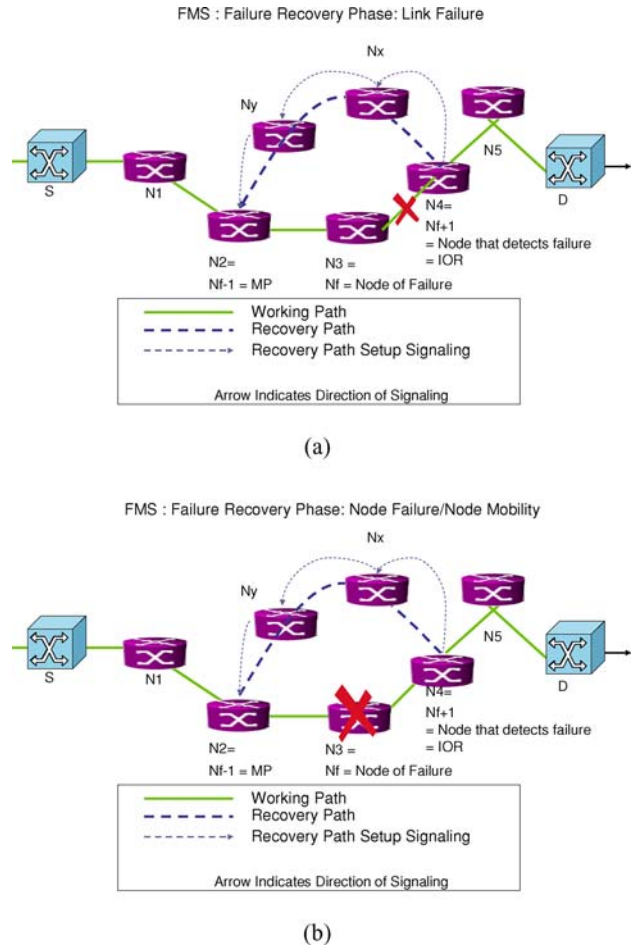 FMS : Failure Recovery Phase: Link Failure
Nx
Ny
S
N1
N5
D
N4=
Nf+1
= Node that detects failure
= IOR
N2=
Nf-1 = MP
N3 =
Nf = Node of Failure
Working Path
Recovery Path
Recovery Path Setup Signaling
Arrow Indicates Direction of Signaling
(a)
FMS : Failure Recovery Phase: Node Failure/Node Mobility
Nx
Ny
S
N1
N5
D
N4=
Nf+1
= Node that detects failure
= IOR
N2=
Nf-1 = MP
N3 =
Nf = Node of Failure
Working Path
Recovery Path
Recovery Path Setup Signaling
Arrow Indicates Direction of Signaling
(b)